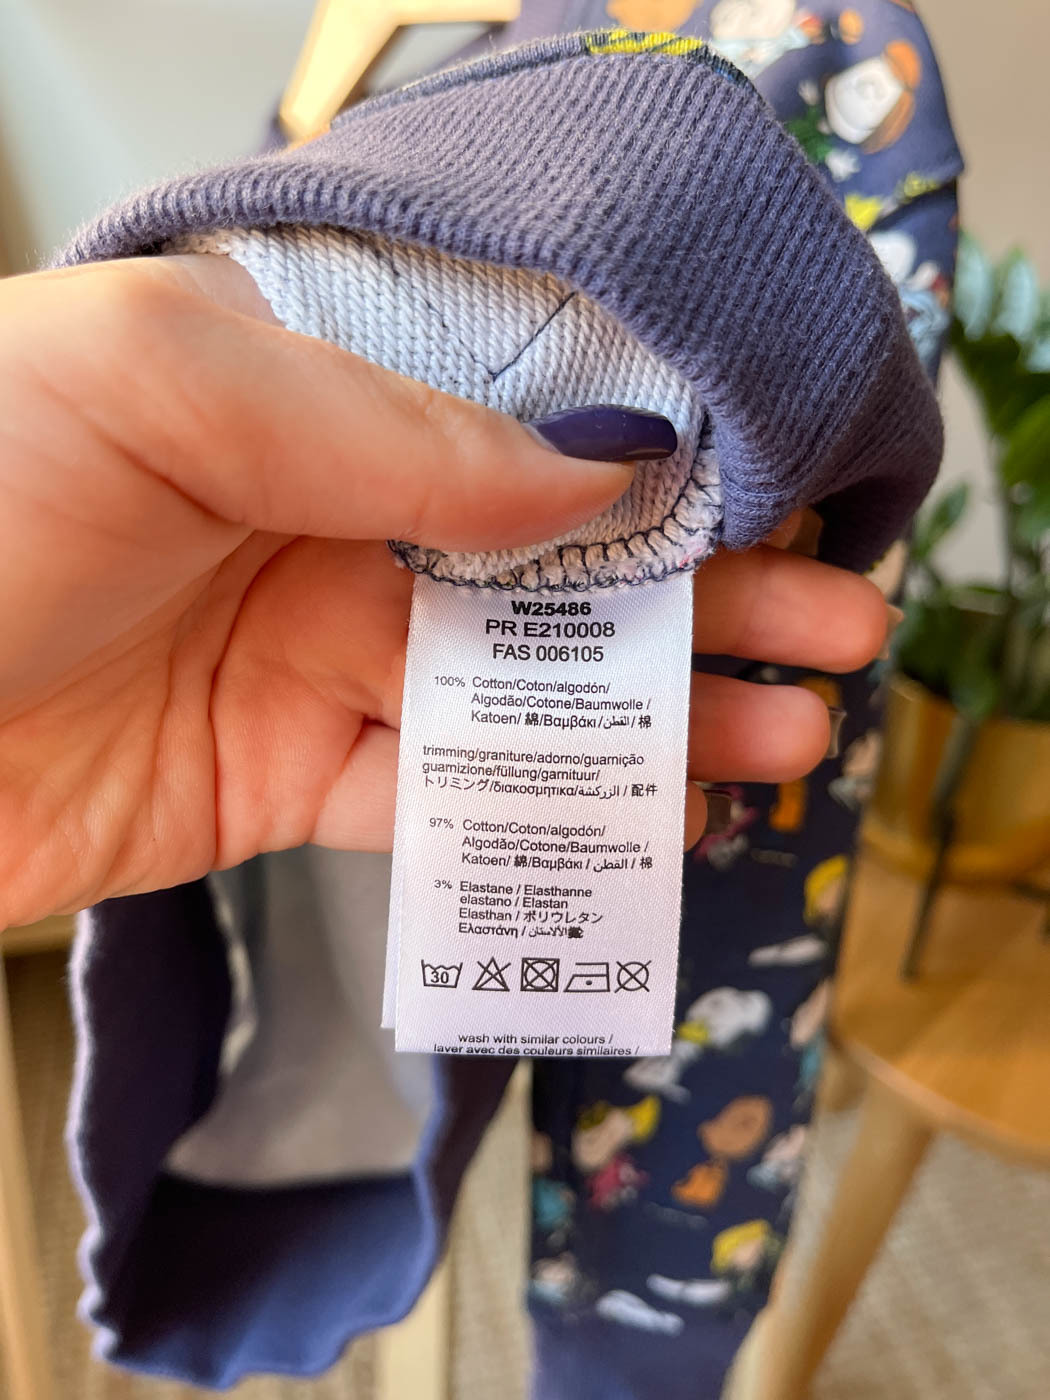 W25486
PR E210008
FAS 006105
100% Cotton/Coton/algodón/
Algodão/Cotone/Baumwolle /
Katoen/ 綿/Βαμβάκι /القطن/ 棉
trimming/graniture/adorno/guarnição
guarnizione/füllung/garnituur/
トリミング/διακοσμητικα/الزركشة / 配件
97% Cotton/Coton/algodón/
Algodão/Cotone/Baumwolle /
Katoen/ 綿/Βαμβάκι / القطن / 棉
3% Elastane / Elasthanne
elastano / Elastan
Elasthan / ポリウレタン
Ελαστάνη /
30
wash with similar colours /
laver avec des couleurs similaires /